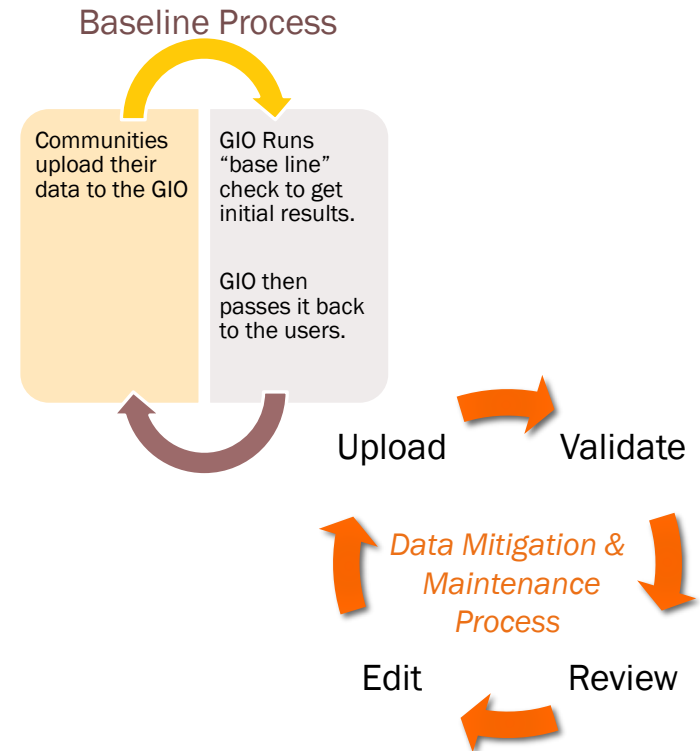 Baseline Process
Communities
upload their
data to the GIO
GIO Runs
“base line”
check to get
initial results.
GIO then
passes it back
to the users.
Upload
Validate
Data Mitigation &
Maintenance
Process
Edit
Review